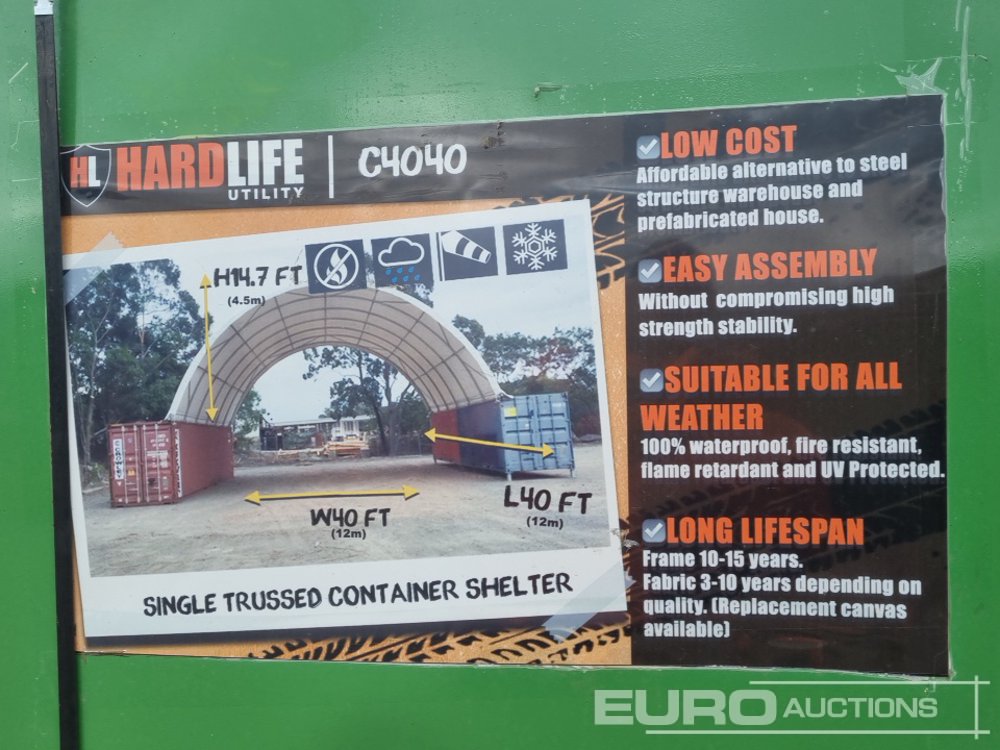 HL HARDLIFE
UTILITY
C4040
H14.7 FT
(4.5m)
W40 FT
(12m)
L40 FT
(12m)
SINGLE TRUSSED CONTAINER SHELTER
LOW COST
Affordable alternative to steel
structure warehouse and
prefabricated house.
EASY ASSEMBLY
Without compromising high
strength stability.
SUITABLE FOR ALL
WEATHER
100% waterproof, fire resistant,
flame retardant and UV Protected.
LONG LIFESPAN
Frame 10-15 years.
Fabric 3-10 years depending on
quality. (Replacement canvas
available)
EURO AUCTIONS